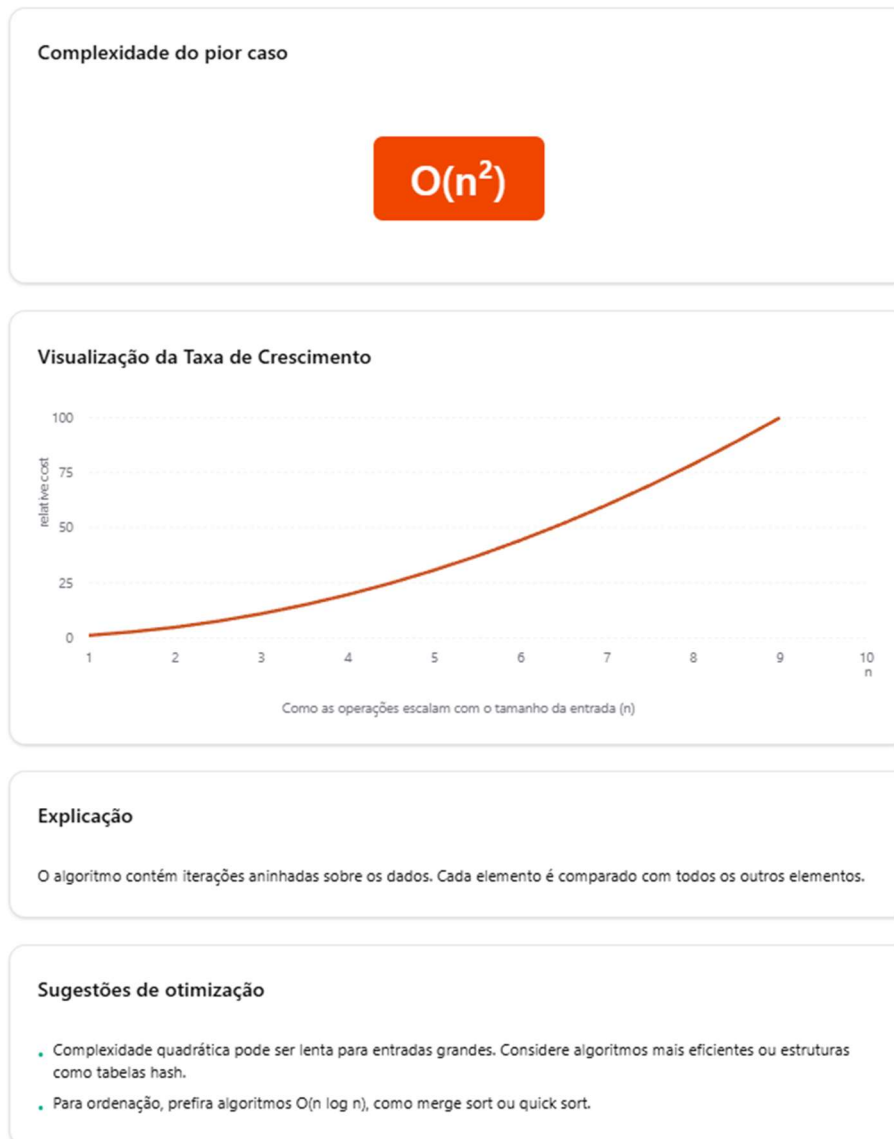 Complexidade do pior caso
O(n²)
Visualização da Taxa de Crescimento
100
75
50
25
0
relative cost
1 2 3 4 5 6 7 8 9 10
n
Como as operações escalam com o tamanho da entrada (n)
Explicação
O algoritmo contém iterações aninhadas sobre os dados. Cada elemento é comparado com todos os outros elementos.
Sugestões de otimização
• Complexidade quadrática pode ser lenta para entradas grandes. Considere algoritmos mais eficientes ou estruturas
como tabelas hash.
• Para ordenação, prefira algoritmos O(n log n), como merge sort ou quick sort.